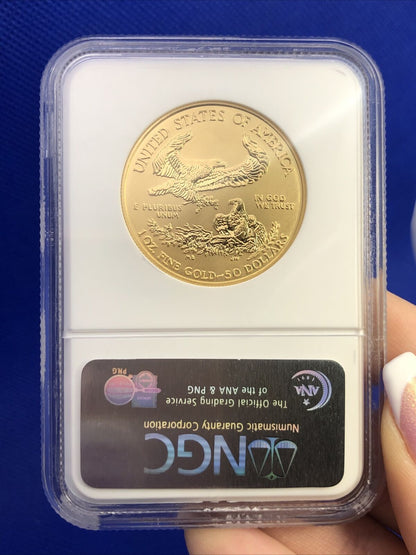 UNITED STATES OF AMERICA
E PLURIBUS
UNUM
IN GOD
WE TRUST
1 OZ. FINE GOLD—50 DOLLARS
NGC
Numismatic Guaranty Corporation
The Official Grading Service
of the ANA & PNG
ANA
1891
PNG